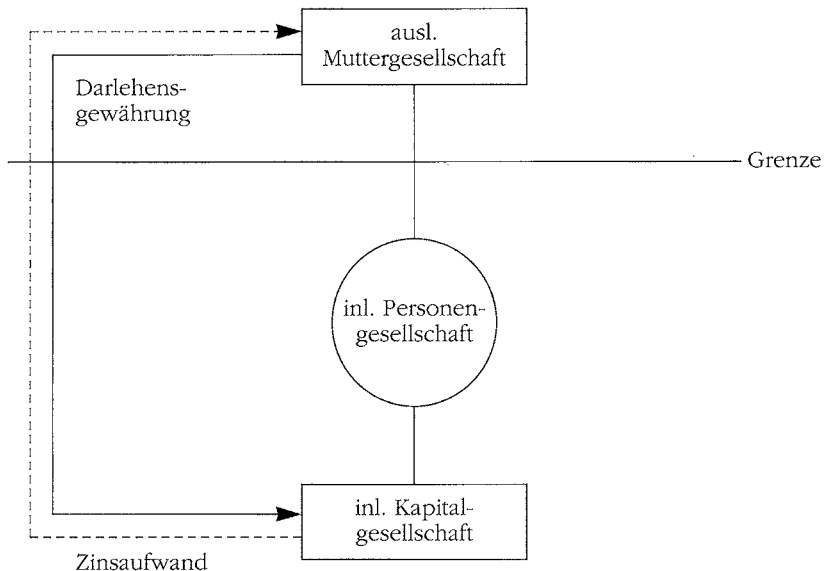 ausl.
Muttergesellschaft
Darlehens-
gewährung
Grenze
inl. Personen-
gesellschaft
inl. Kapital-
gesellschaft
Zinsaufwand